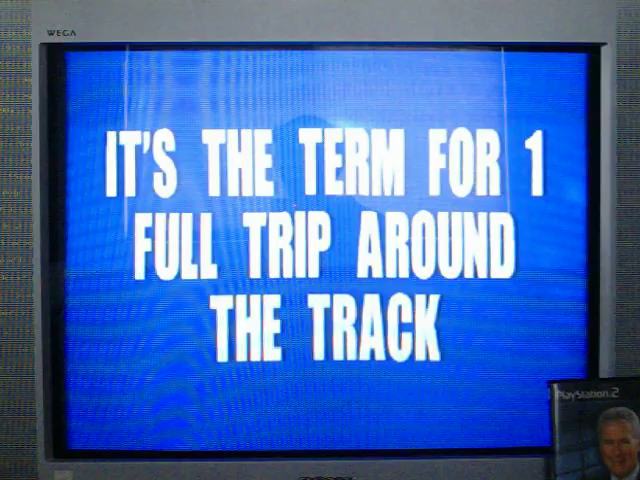 WEGA
IT'S THE TERM FOR 1
FULL TRIP AROUND
THE TRACK
PlayStation.2